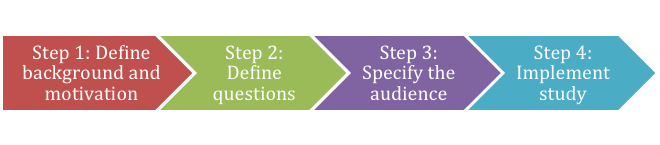 Step 1: Define
background and
motivation
Step 2:
Define
questions
Step 3:
Specify the
audience
Step 4:
Implement
study